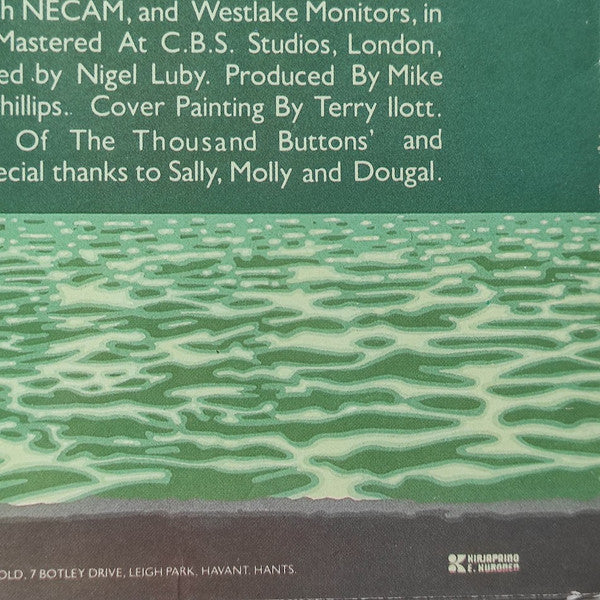 h NECAM, and Westlake Monitors, in
Mastered At C.B.S. Studios, London,
ed by Nigel Luby. Produced By Mike
hillips.. Cover Painting By Terry Ilott.
Of The Thousand Buttons' and
ecial thanks to Sally, Molly and Dougal.
OLD, 7 BOTLEY DRIVE, LEIGH PARK, HAVANT. HANTS.
KIRJAPAINO
E. KURONEN